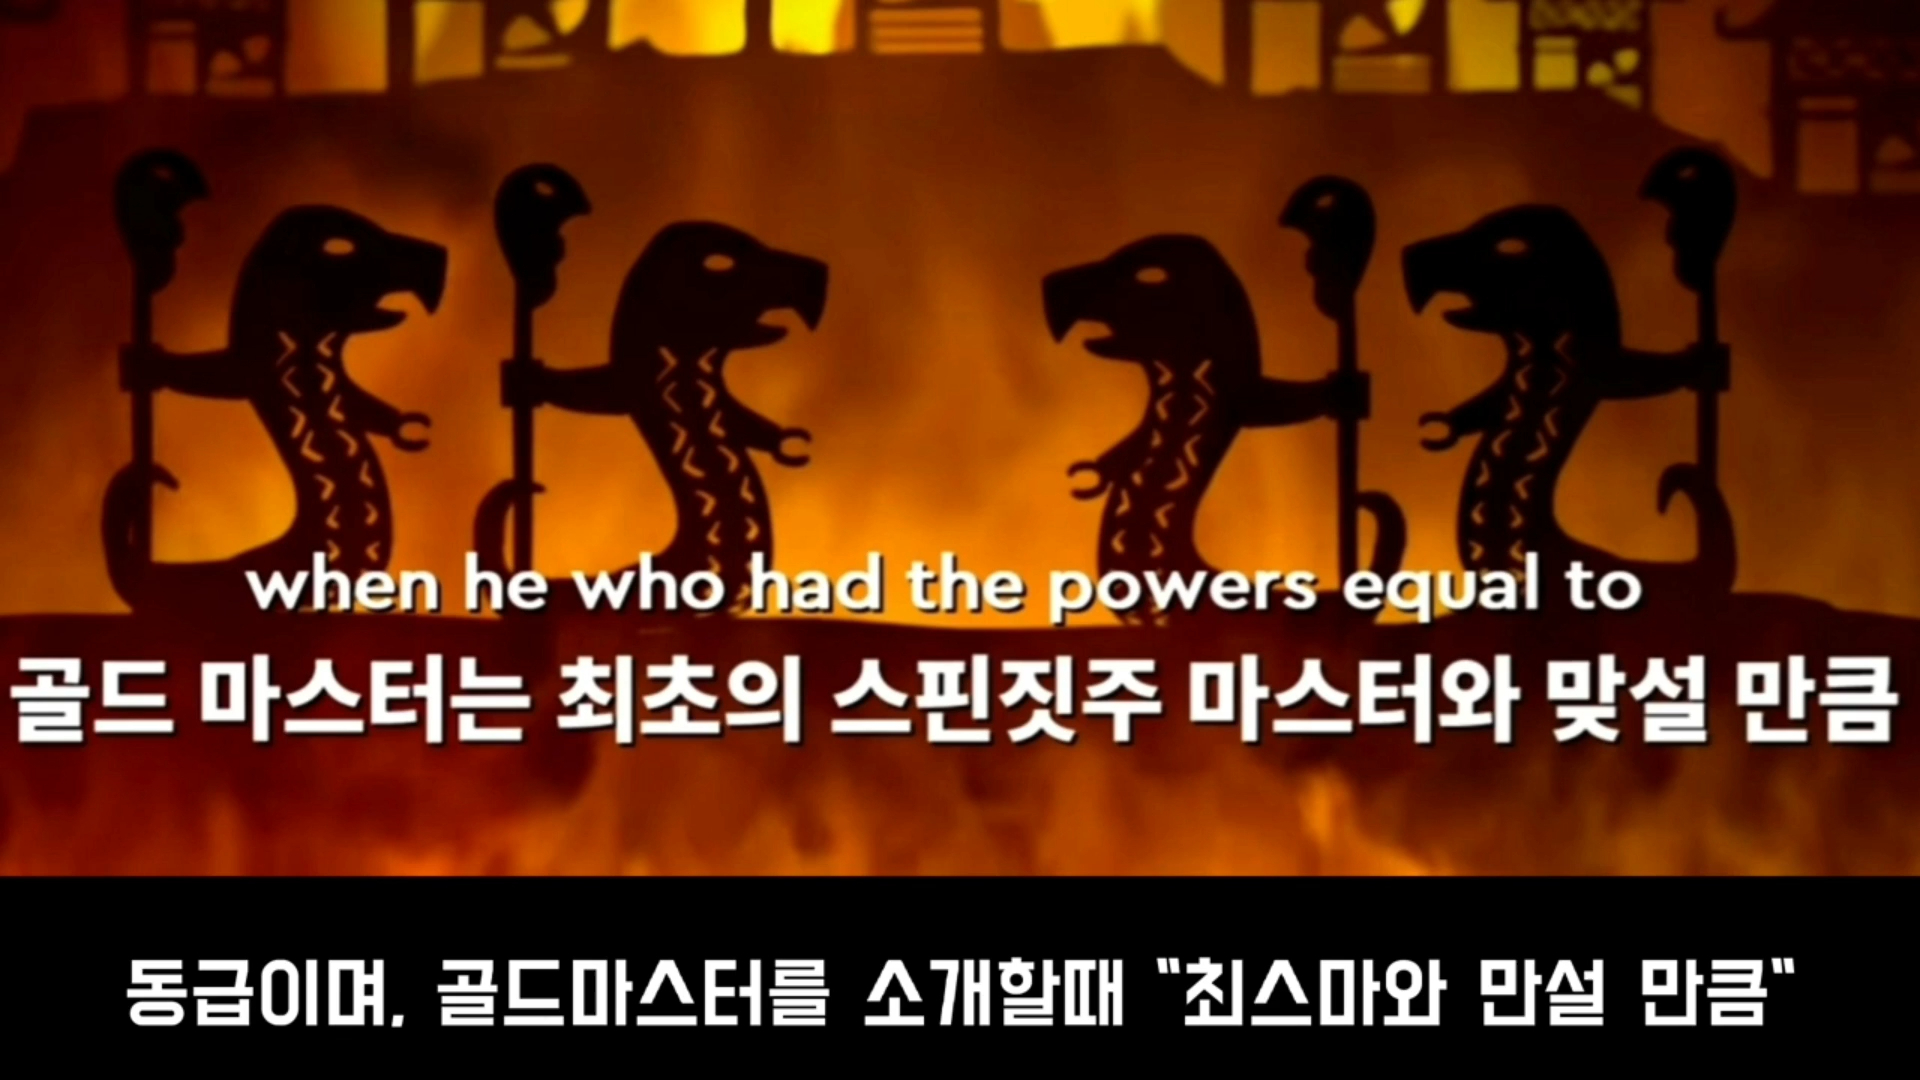 when he who had the powers equal to
골드 마스터는 최초의 스핀짓주 마스터와 맞설 만큼
동급이며, 골드마스터를 소개할때 "최스마와 만설 만큼"